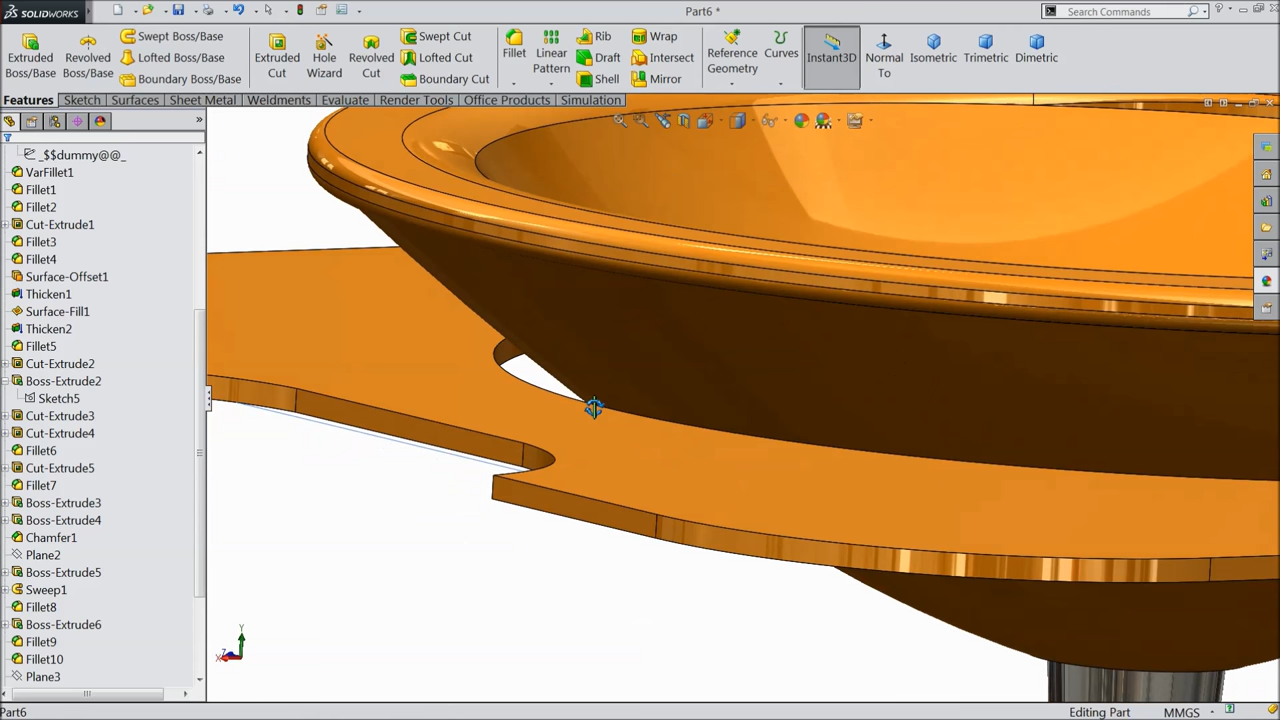 SOLIDWORKS
Part6 *
Search Commands
Extruded Boss/Base
Revolved Boss/Base
Swept Boss/Base
Lofted Boss/Base
Boundary Boss/Base
Extruded Cut
Hole Wizard
Revolved Cut
Swept Cut
Lofted Cut
Boundary Cut
Fillet
Linear Pattern
Rib
Draft
Shell
Wrap
Intersect
Mirror
Reference Geometry
Curves
Instant3D
Normal To
Isometric
Trimetric
Dimetric
Features
Sketch
Surfaces
Sheet Metal
Weldments
Evaluate
Render Tools
Office Products
Simulation
_$$dummy@@_
VarFillet1
Fillet1
Fillet2
Cut-Extrude1
Fillet3
Fillet4
Surface-Offset1
Thicken1
Surface-Fill1
Thicken2
Fillet5
Cut-Extrude2
Boss-Extrude2
Sketch5
Cut-Extrude3
Cut-Extrude4
Fillet6
Cut-Extrude5
Fillet7
Boss-Extrude3
Boss-Extrude4
Chamfer1
Plane2
Boss-Extrude5
Sweep1
Fillet8
Boss-Extrude6
Fillet9
Fillet10
Plane3
Y
X
Z
Part6
Editing Part
MMGS